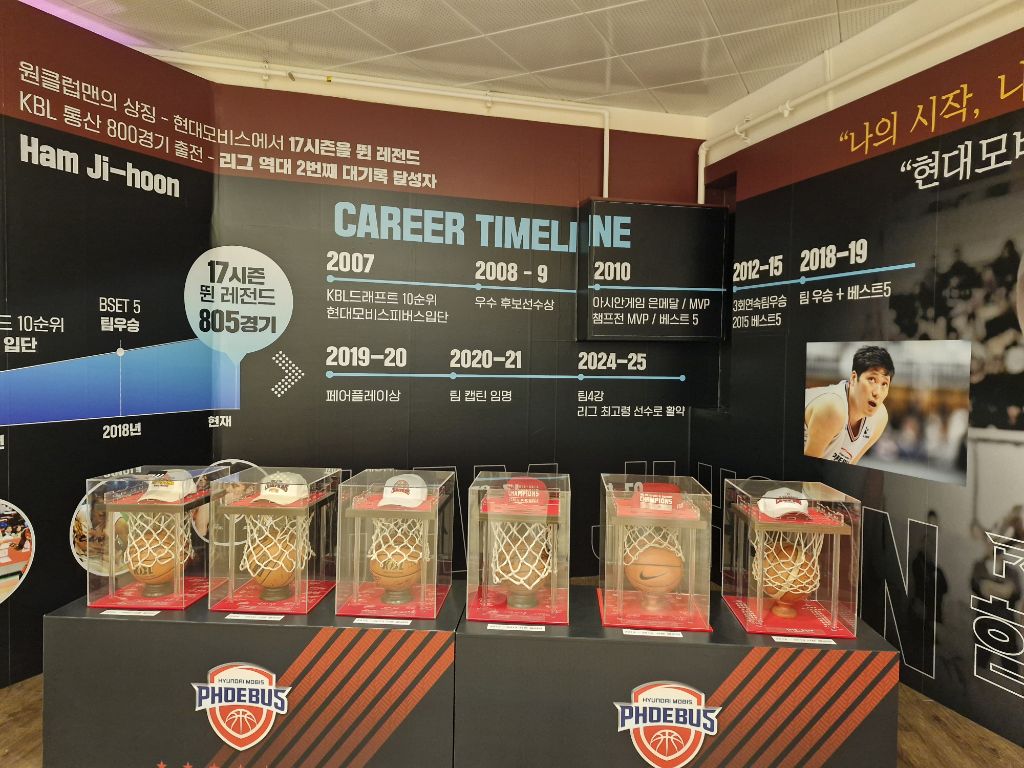 원클럽맨의 상징 - 현대모비스에서 17시즌을 뛴 레전드
KBL 통산 800경기 출전 - 리그 역대 2번째 대기록 달성자
Ham Ji-hoon
CAREER TIMELINE
2007
KBL드래프트 10순위
현대모비스피버스입단
2008 - 9
우수 후보선수상
2010
아시안게임 은메달 / MVP
챔프전 MVP / 베스트 5
2012-15
3회연속팀우승
2015 베스트5
2018-19
팀 우승 + 베스트5
2019-20
페어플레이상
2020-21
팀 캡틴 임명
2024-25
팀4강
리그 최고령 선수로 활약
17시즌
뛴 레전드
805경기
BSET 5
팀우승
드 10순위
입단
2018년
현재
"나의 시작, 나
"현대모비
CHAMPIONS
CHAMPIONS
HYUNDAI MOBIS
PHOEBUS
HYUNDAI MOBIS
PHOEBUS